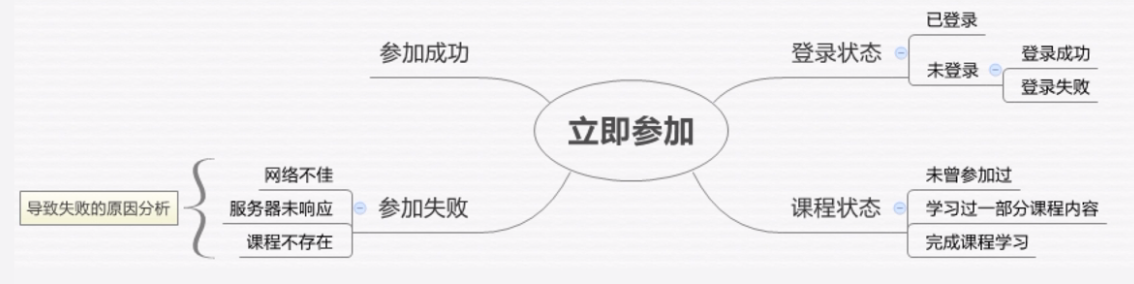 立即参加
登录状态
已登录
未登录
登录成功
登录失败
课程状态
未曾参加过
学习过一部分课程内容
完成课程学习
参加成功
参加失败
网络不佳
服务器未响应
课程不存在
导致失败的原因分析